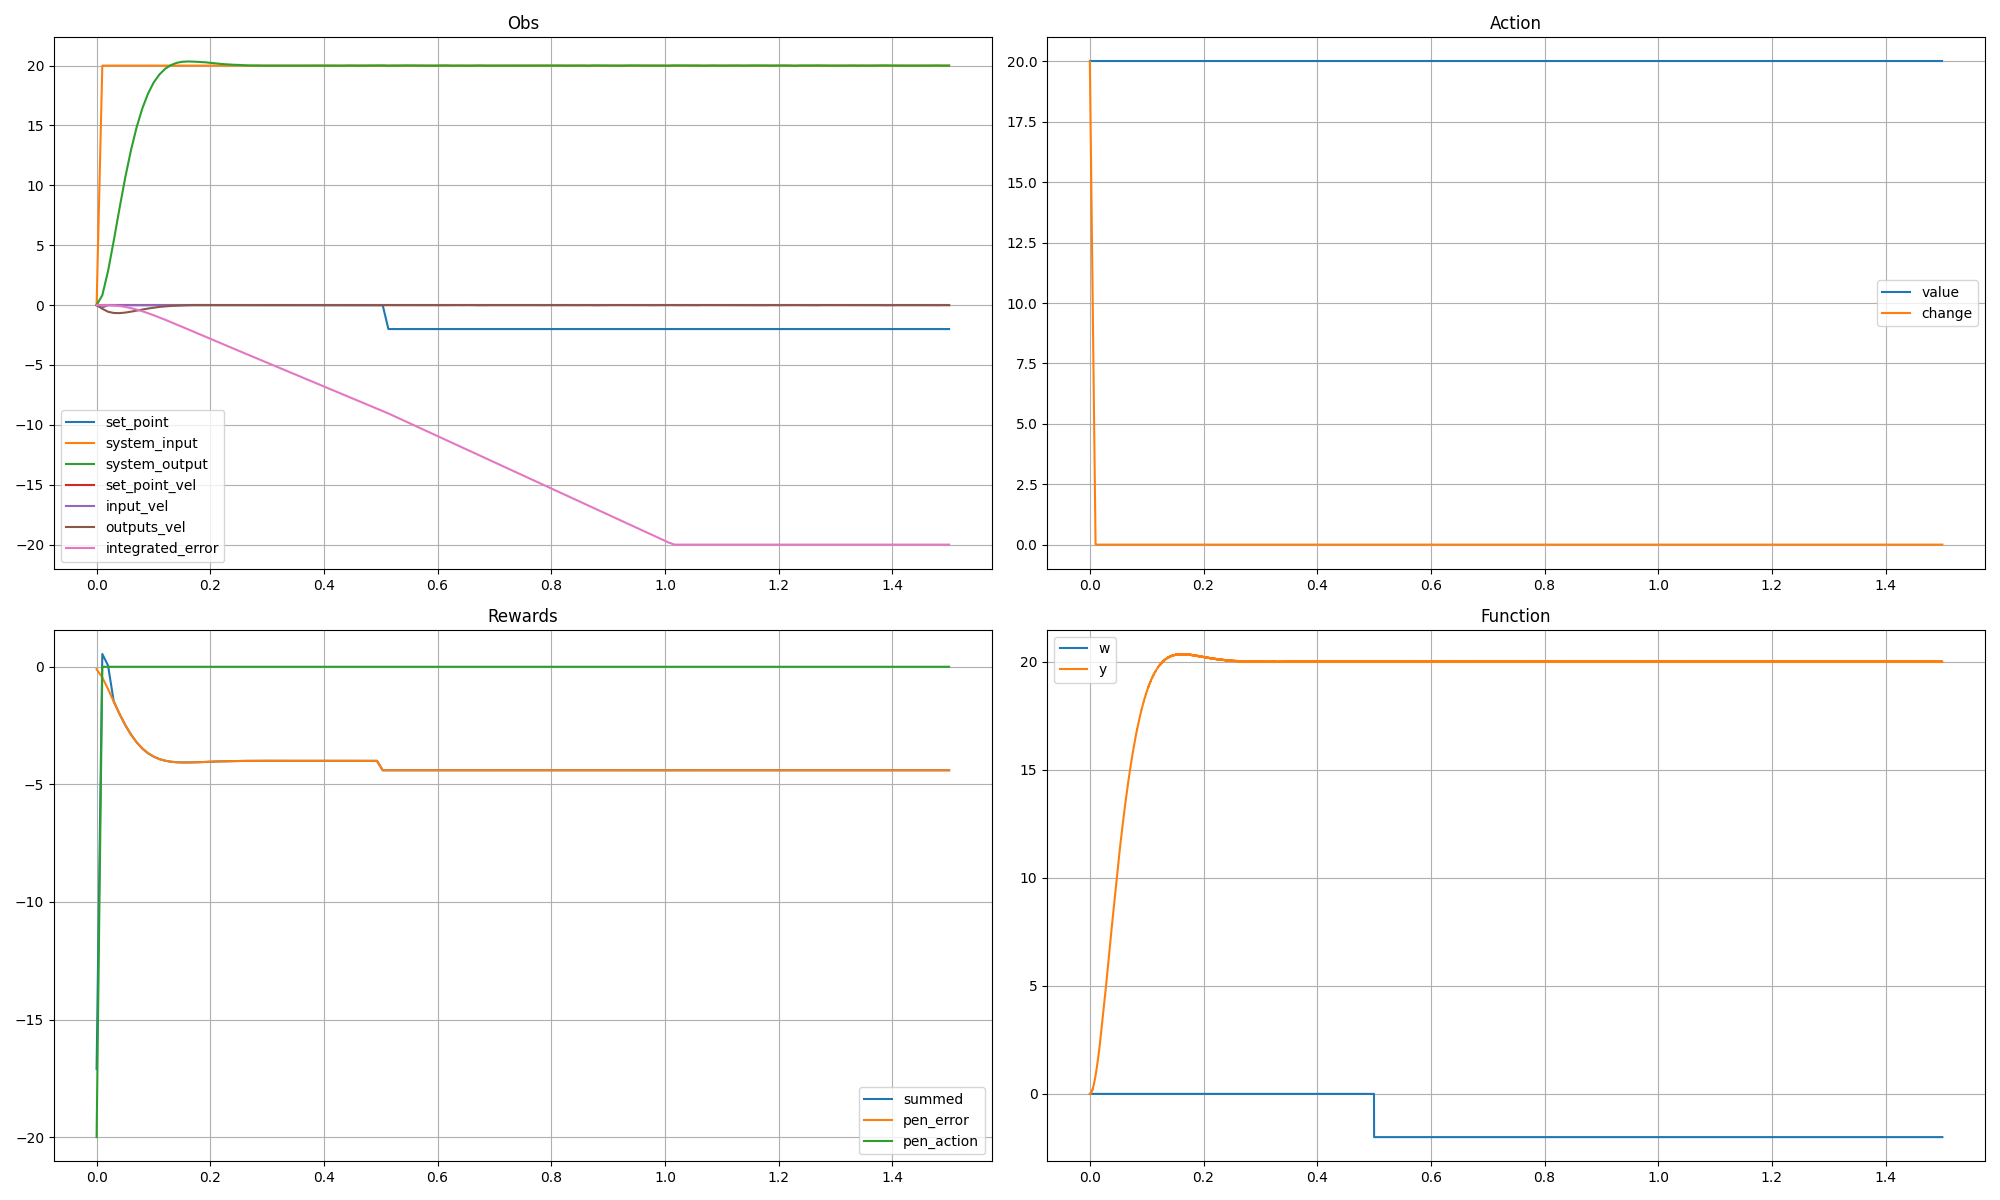 Obs
20
15
10
5
0
−5
−10
−15
−20
set_point
system_input
system_output
set_point_vel
input_vel
outputs_vel
integrated_error
0.0 0.2 0.4 0.6 0.8 1.0 1.2 1.4
Action
20.0
17.5
15.0
12.5
10.0
7.5
5.0
2.5
0.0
value
change
0.0 0.2 0.4 0.6 0.8 1.0 1.2 1.4
Rewards
0
−5
−10
−15
−20
summed
pen_error
pen_action
0.0 0.2 0.4 0.6 0.8 1.0 1.2 1.4
Function
w
y
20
15
10
5
0
0.0 0.2 0.4 0.6 0.8 1.0 1.2 1.4